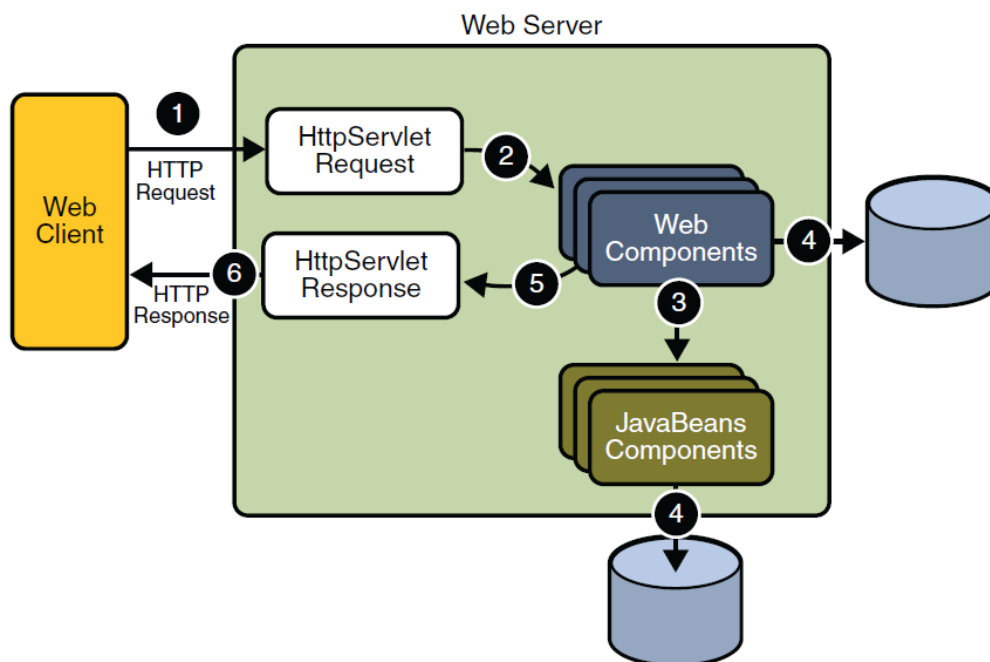 Web Server
1
HTTP
Request
Web
Client
HttpServlet
Request
2
Web
Components
4
HttpServlet
Response
5
6
HTTP
Response
3
JavaBeans
Components
4